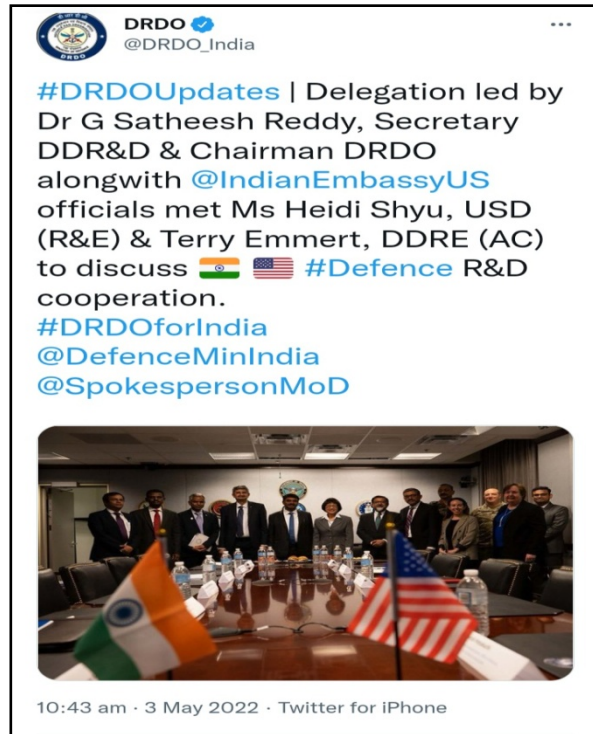 DRDO
@DRDO_India
#DRDOUpdates | Delegation led by
Dr G Satheesh Reddy, Secretary
DDR&D & Chairman DRDO
alongwith @IndianEmbassyUS
officials met Ms Heidi Shyu, USD
(R&E) & Terry Emmert, DDRE (AC)
to discuss 🇮🇳 🇺🇸 #Defence R&D
cooperation.
#DRDOforIndia
@DefenceMinIndia
@SpokespersonMoD
10:43 am · 3 May 2022 · Twitter for iPhone